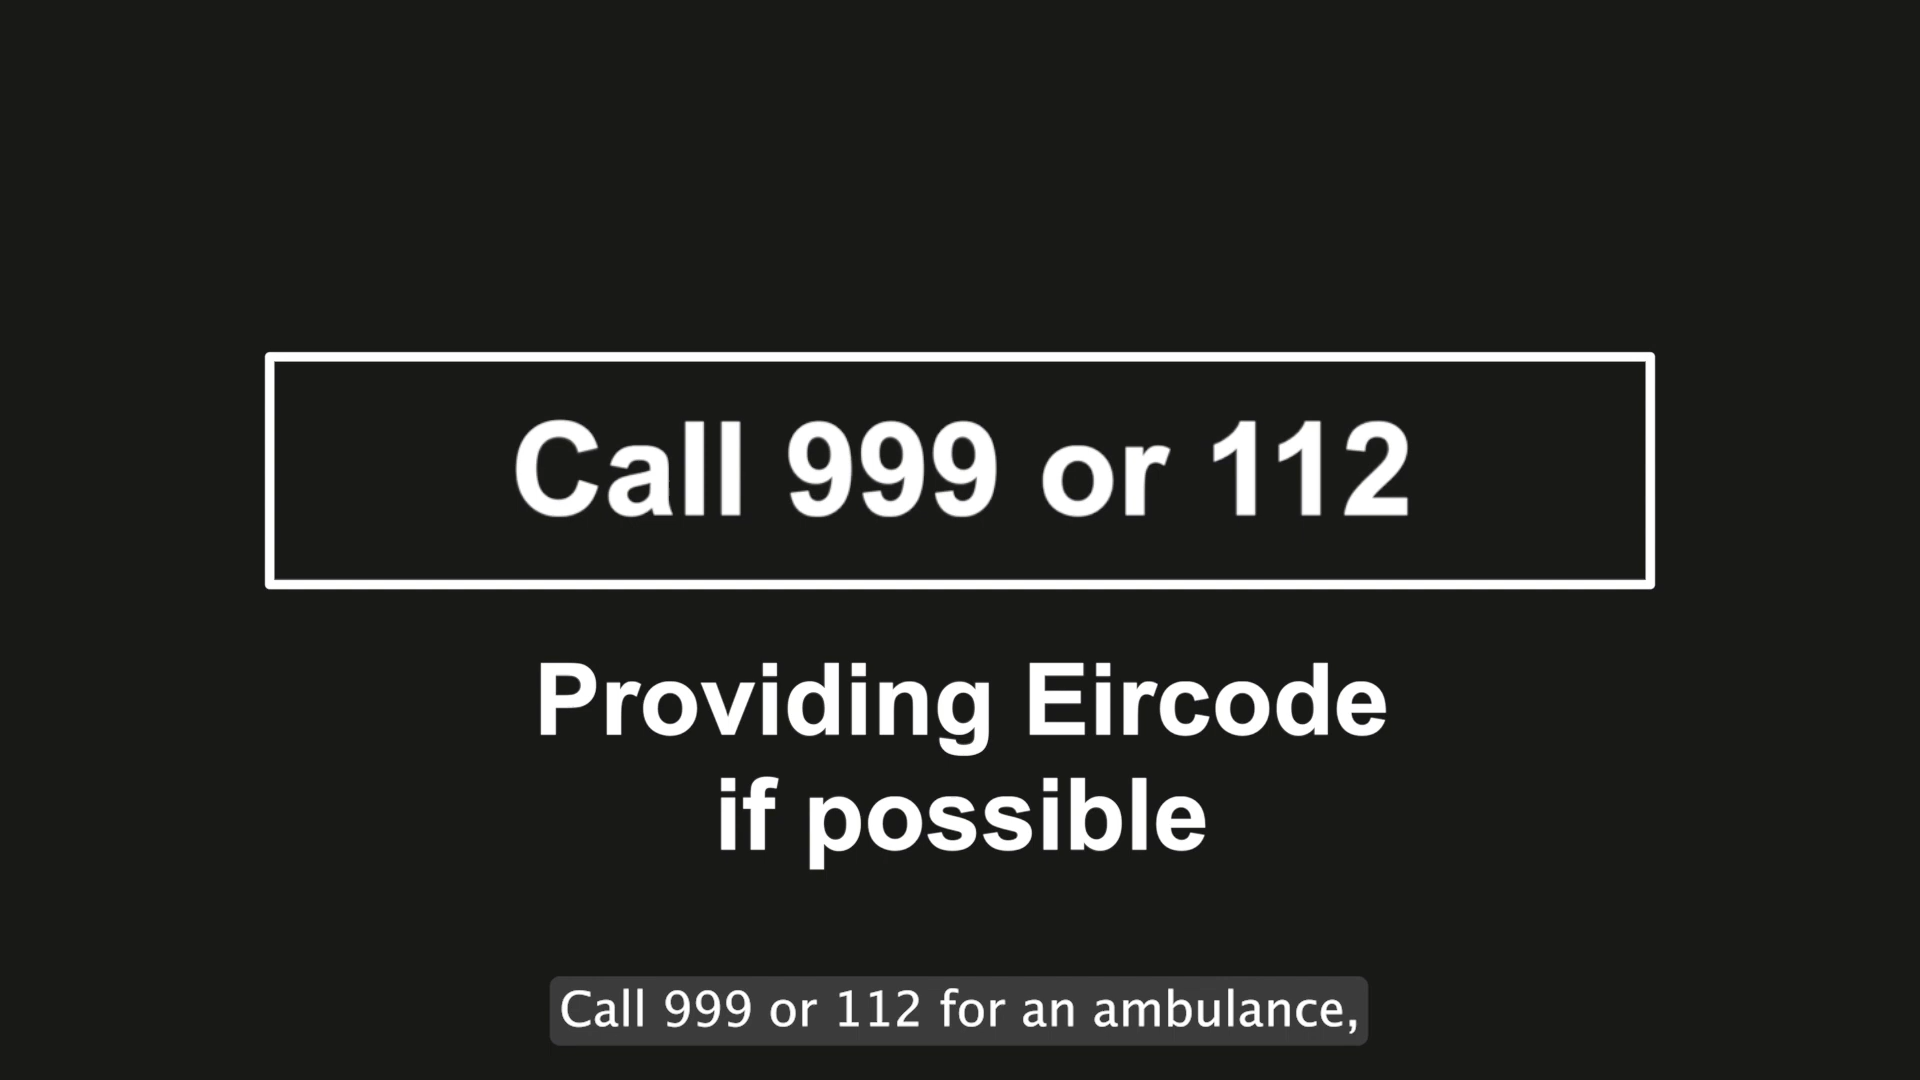 Call 999 or 112
Providing Eircode
if possible
Call 999 or 112 for an ambulance,